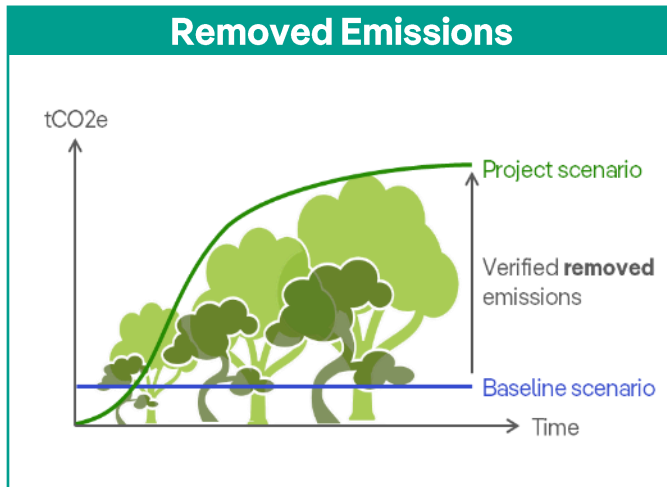 Removed Emissions
tCO2e
Project scenario
Verified removed
emissions
Baseline scenario
Time